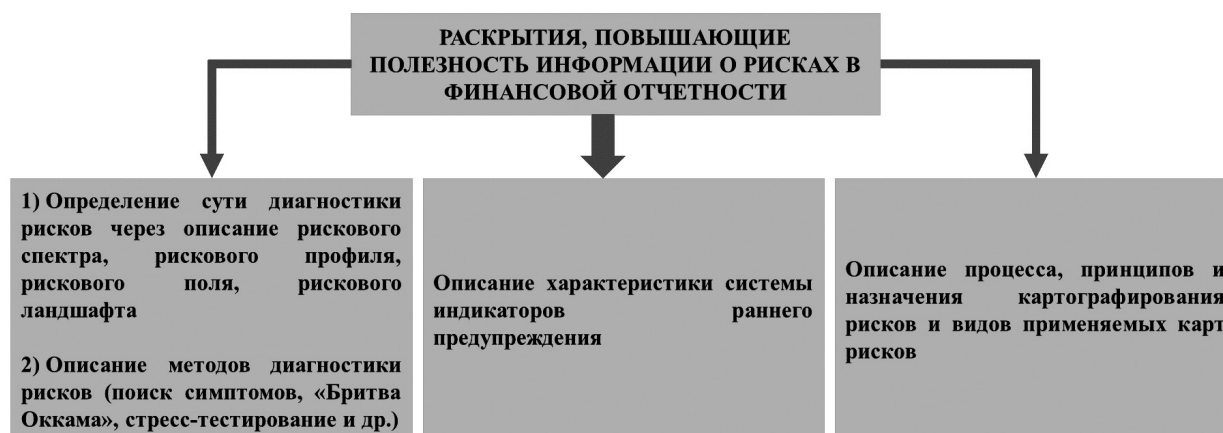 РАСКРЫТИЯ, ПОВЫШАЮЩИЕ
ПОЛЕЗНОСТЬ ИНФОРМАЦИИ О РИСКАХ В
ФИНАНСОВОЙ ОТЧЕТНОСТИ
1) Определение сути диагностики
рисков через описание рискового
спектра, рискового профиля,
рискового поля, рискового
ландшафта
2) Описание методов диагностики
рисков (поиск симптомов, «Бритва
Оккама», стресс-тестирование и др.)
Описание характеристики системы
индикаторов раннего
предупреждения
Описание процесса, принципов и
назначения картографирования
рисков и видов применяемых карт
рисков